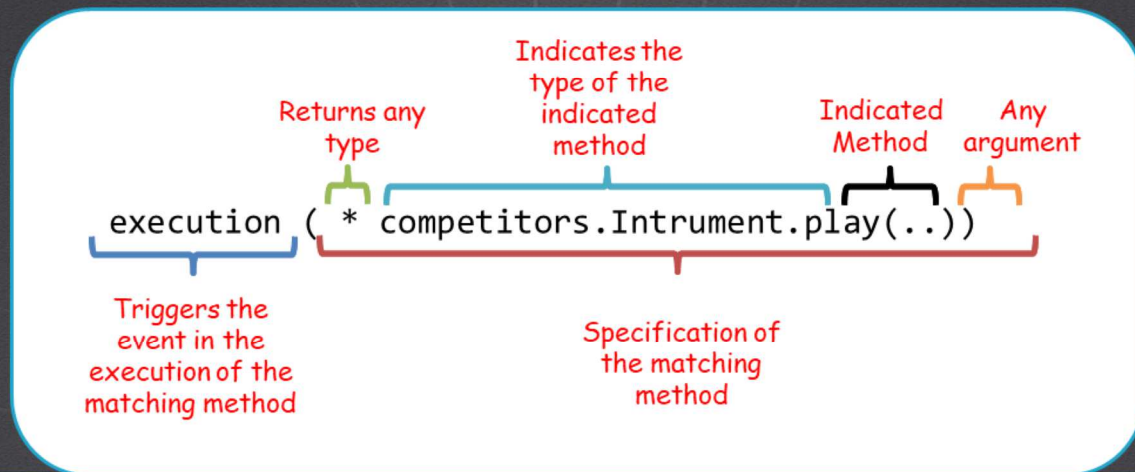 Indicates the
type of the
indicated
method
Returns any
type
Indicated
Method
Any
argument
execution ( * competitors.Intrument.play(..))
Triggers the
event in the
execution of the
matching method
Specification of
the matching
method